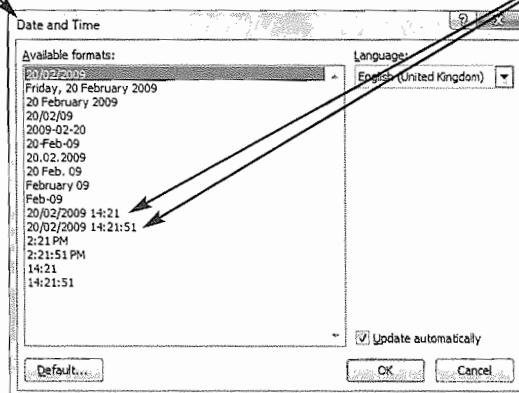 Date and Time
Available formats:
Language:
20/02/2009
English (United Kingdom)
Friday, 20 February 2009
20 February 2009
20/02/09
2009-02-20
20-Feb-09
20.02.2009
20 Feb. 09
February 09
Feb-09
20/02/2009 14:21
20/02/2009 14:21:51
2:21 PM
2:21:51 PM
14:21
14:21:51
Update automatically
Default...
OK
Cancel